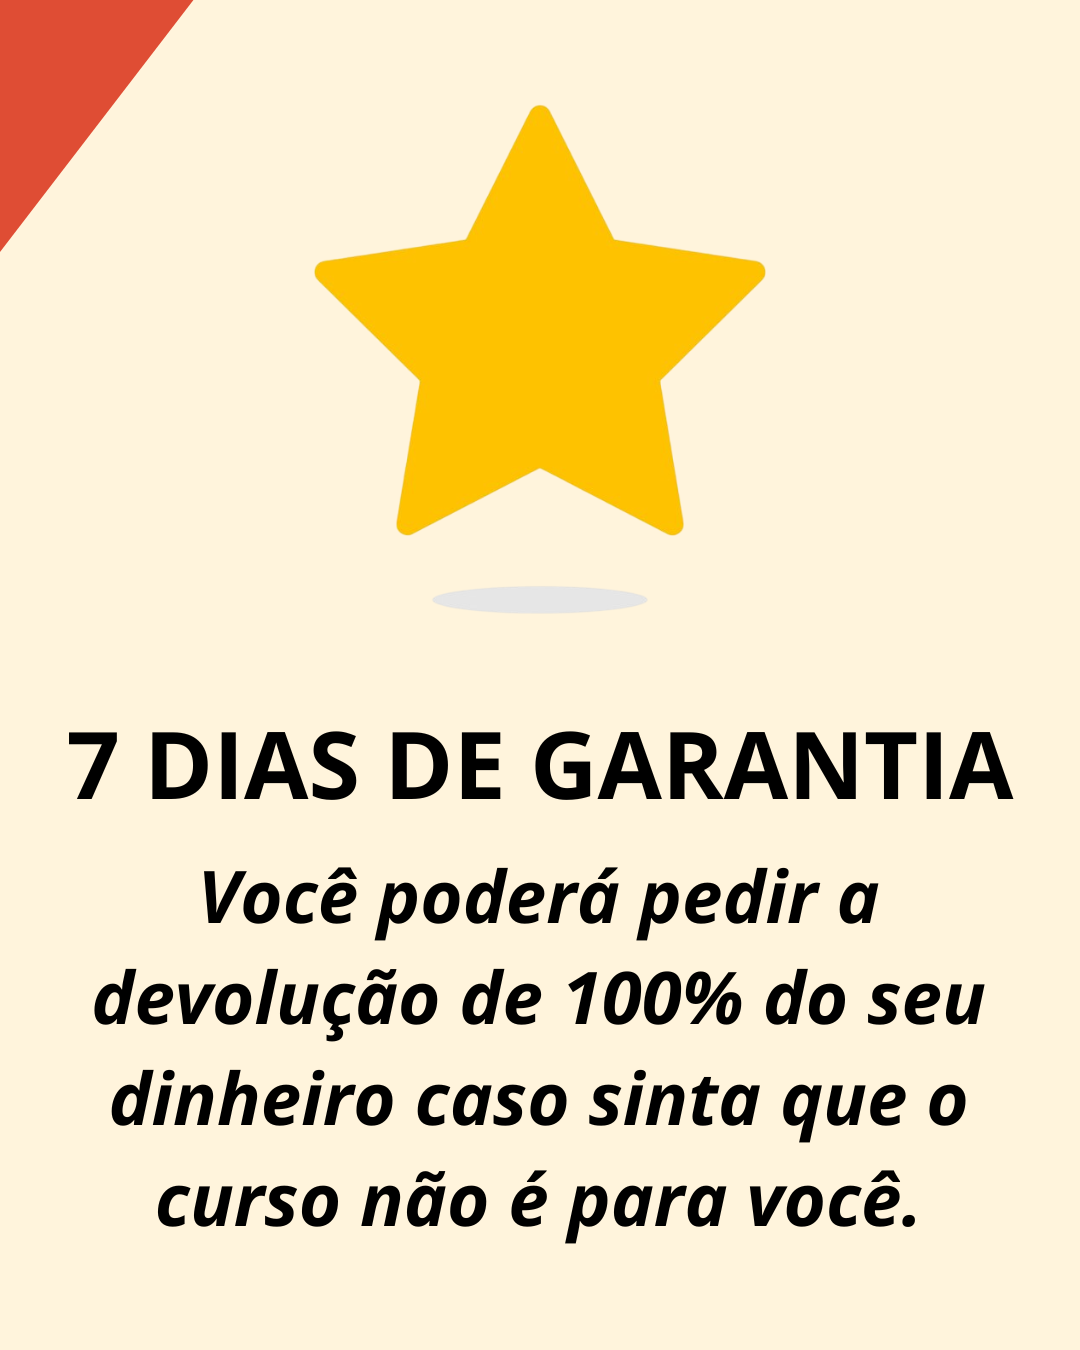 7 DIAS DE GARANTIA
Você poderá pedir a
devolução de 100% do seu
dinheiro caso sinta que o
curso não é para você.